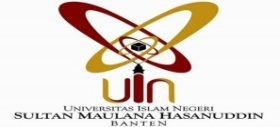 uin
UNIVERSITAS ISLAM NEGERI
SULTAN MAULANA HASANUDDIN
BANTEN